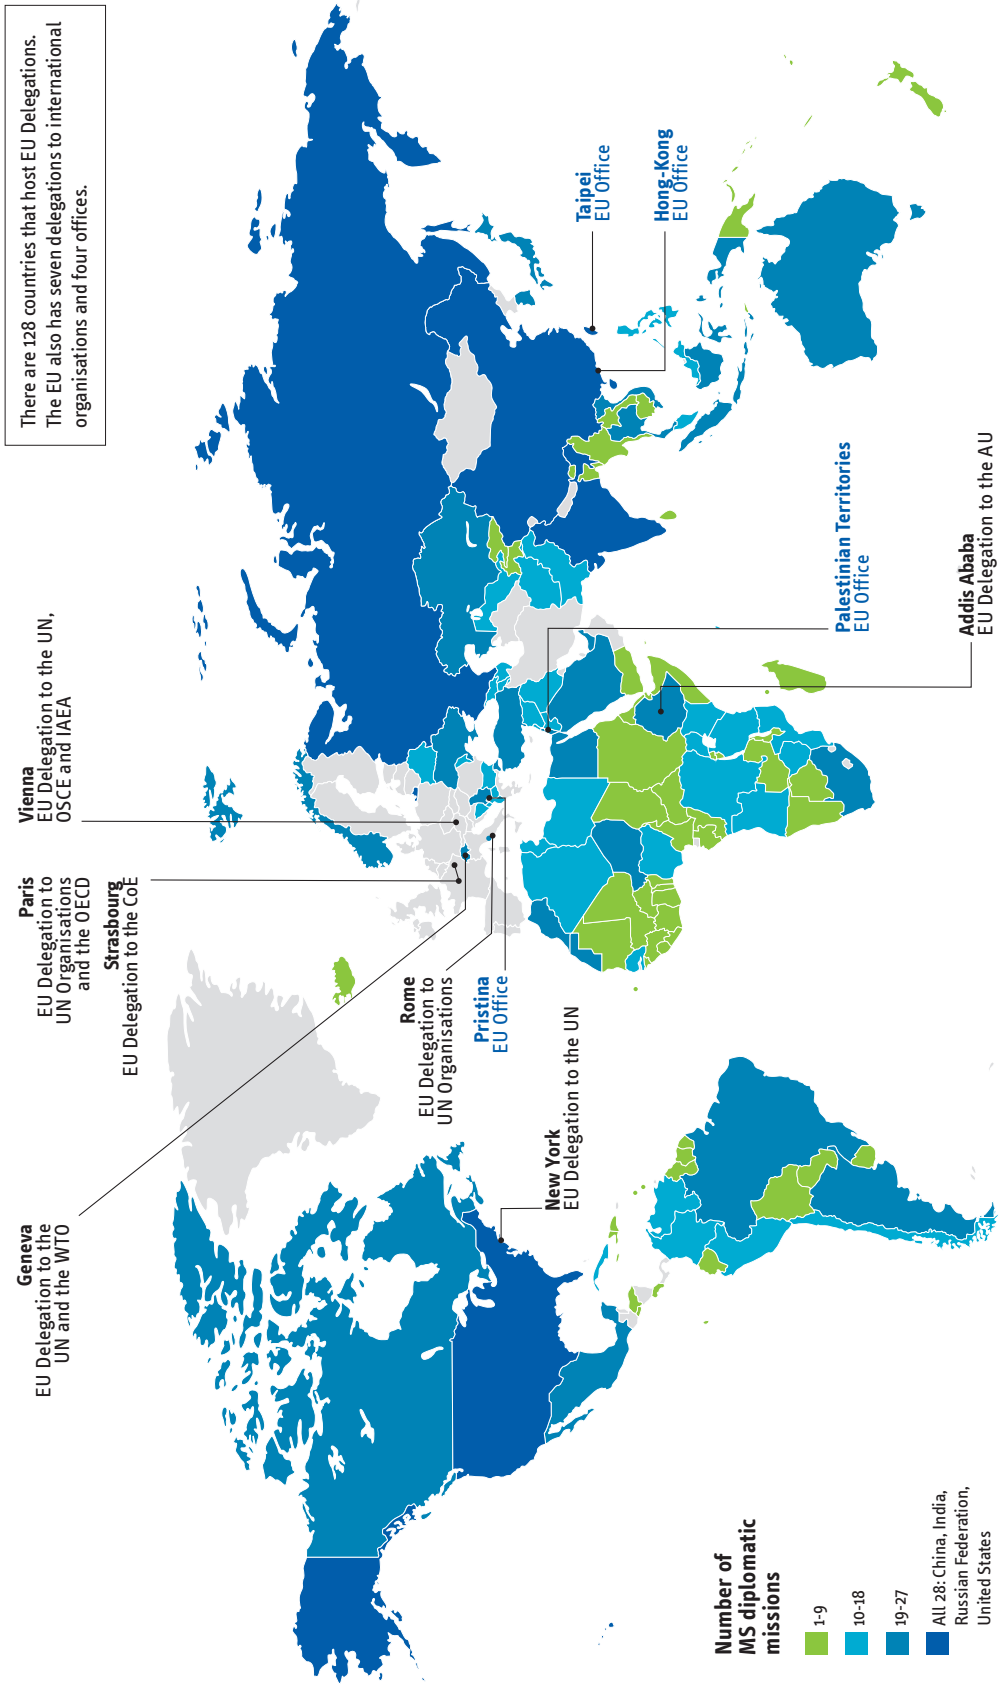 There are 128 countries that host EU Delegations.
The EU also has seven delegations to international
organisations and four offices.
Geneva
EU Delegation to the
UN and the WTO
Paris
EU Delegation to
UN Organisations
and the OECD
Strasbourg
EU Delegation to the CoE
Vienna
EU Delegation to the UN,
OSCE and IAEA
Rome
EU Delegation to
UN Organisations
Pristina
EU Office
New York
EU Delegation to the UN
Taipei
EU Office
Hong-Kong
EU Office
Palestinian Territories
EU Office
Addis Ababa
EU Delegation to the AU
Number of
MS diplomatic
missions
1-9
10-18
19-27
All 28: China, India,
Russian Federation,
United States